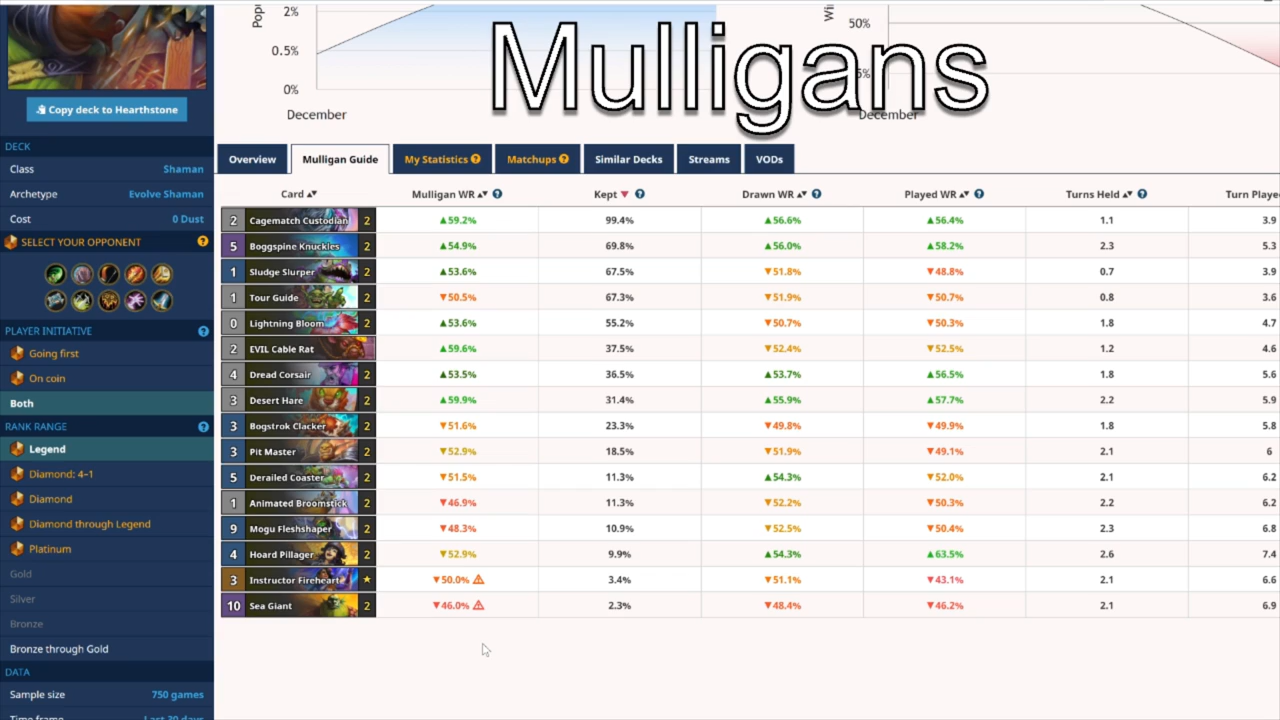 Mulligans
2%
0.5%
0%
December
50%
5%
December
Copy deck to Hearthstone
DECK
Class Shaman
Archetype Evolve Shaman
Cost 0 Dust
SELECT YOUR OPPONENT ?
PLAYER INITIATIVE ?
Going first
On coin
Both
RANK RANGE ?
Legend
Diamond: 4–1
Diamond
Diamond through Legend
Platinum
Gold
Silver
Bronze
Bronze through Gold
DATA
Sample size 750 games
Time frame Last 30 days
Overview Mulligan Guide My Statistics ? Matchups ? Similar Decks Streams VODs
Card ▲▼ Mulligan WR ▲▼ ? Kept ▼ ? Drawn WR ▲▼ ? Played WR ▲▼ ? Turns Held ▲▼ ? Turn Playe
2 Cagematch Custodian 2 ▲59.2% 99.4% ▲56.6% ▲56.4% 1.1 3.9
5 Boggspine Knuckles 2 ▲54.9% 69.8% ▲56.0% ▲58.2% 2.3 5.3
1 Sludge Slurper 2 ▲53.6% 67.5% ▼51.8% ▼48.8% 0.7 3.9
1 Tour Guide 2 ▼50.5% 67.3% ▼51.9% ▼50.7% 0.8 3.6
0 Lightning Bloom 2 ▲53.6% 55.2% ▼50.7% ▼50.3% 1.8 4.7
2 EVIL Cable Rat ▲59.6% 37.5% ▼52.4% ▼52.5% 1.2 4.6
4 Dread Corsair 2 ▲53.5% 36.5% ▲53.7% ▲56.5% 1.8 5.6
3 Desert Hare 2 ▲59.9% 31.4% ▲55.9% ▲57.7% 2.2 5.9
3 Bogstrok Clacker 2 ▼51.6% 23.3% ▼49.8% ▼49.9% 1.8 5.8
3 Pit Master 2 ▼52.9% 18.5% ▼51.9% ▼49.1% 2.1 6
5 Derailed Coaster 2 ▼51.5% 11.3% ▲54.3% ▼52.0% 2.1 6.2
1 Animated Broomstick 2 ▼46.9% 11.3% ▼52.2% ▼50.3% 2.2 6.2
9 Mogu Fleshshaper 2 ▼48.3% 10.9% ▼52.5% ▼50.4% 2.3 6.8
4 Hoard Pillager 2 ▼52.9% 9.9% ▲54.3% ▲63.5% 2.6 7.4
3 Instructor Fireheart ★ ▼50.0% 3.4% ▼51.1% ▼43.1% 2.1 6.6
10 Sea Giant 2 ▼46.0% 2.3% ▼48.4% ▼46.2% 2.1 6.9